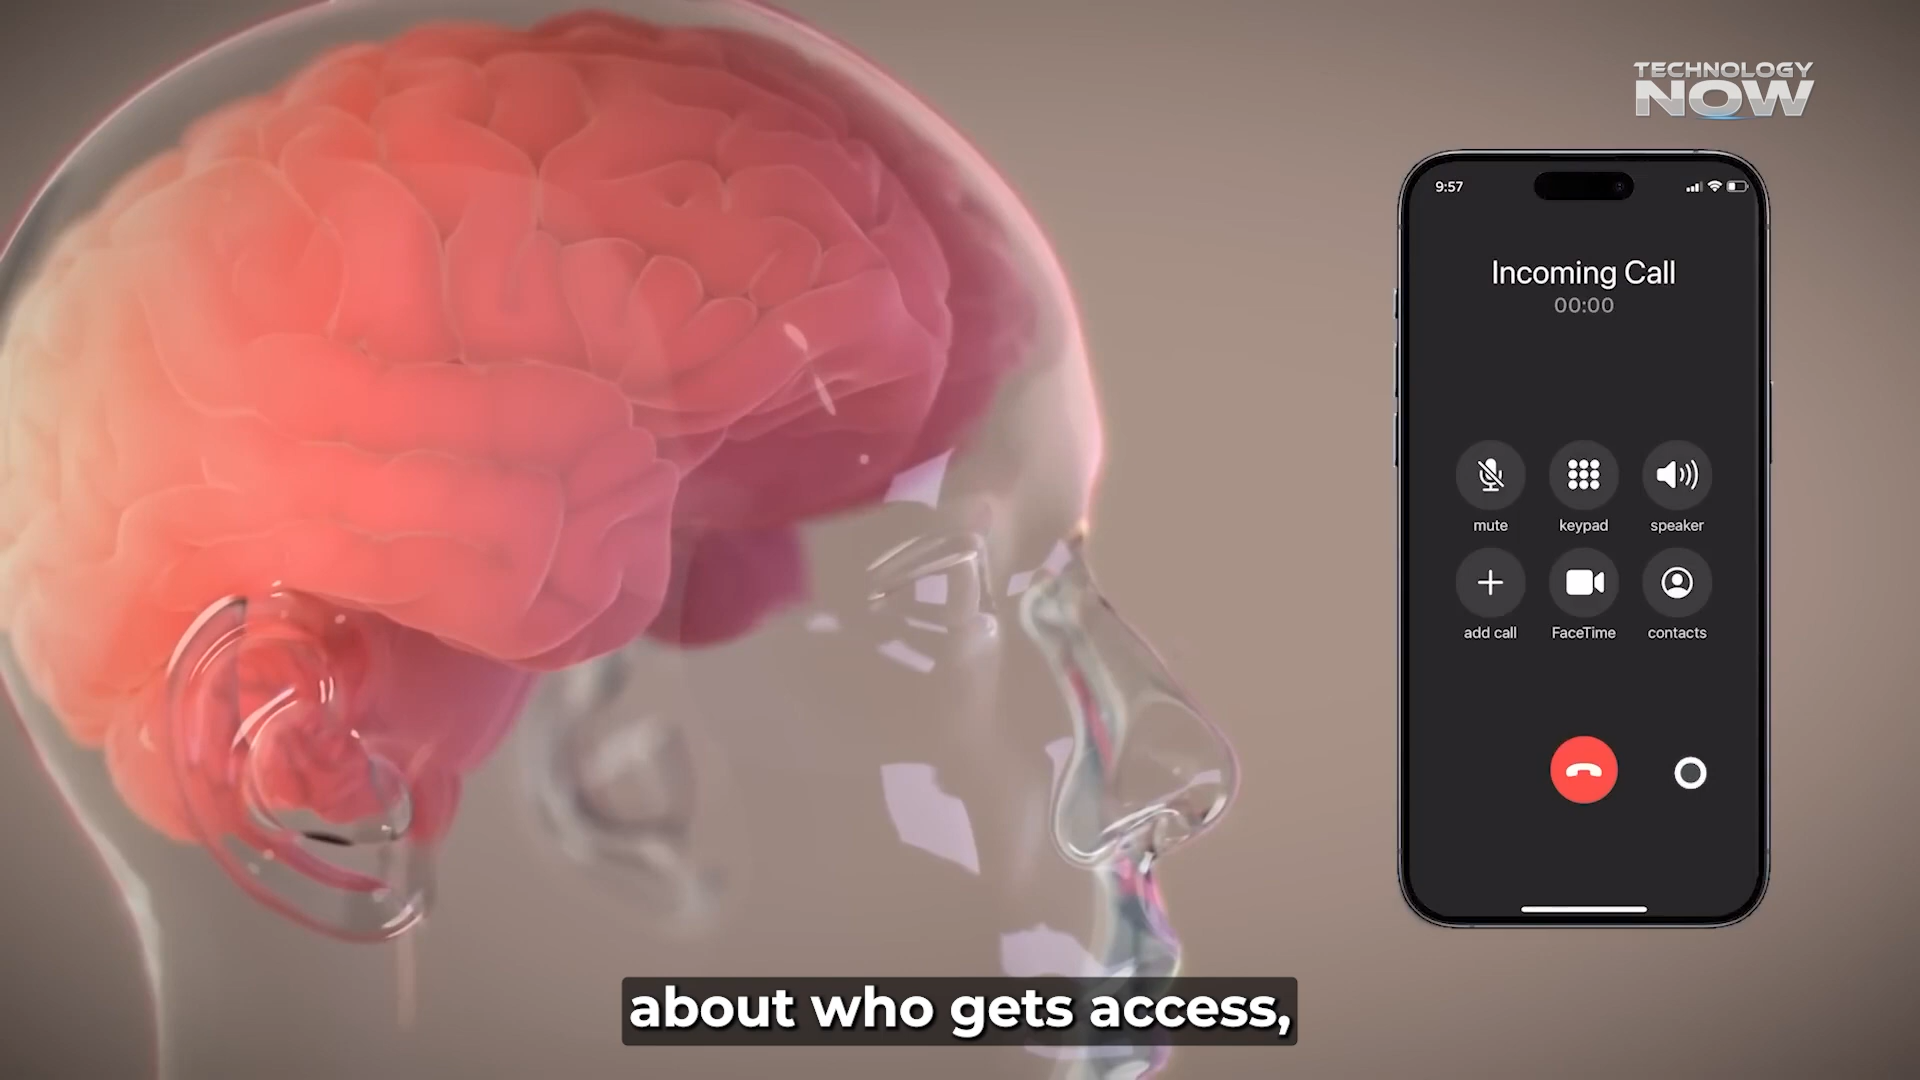 TECHNOLOGY
NOW
9:57
Incoming Call
00:00
mute
keypad
speaker
add call
FaceTime
contacts
about who gets access,